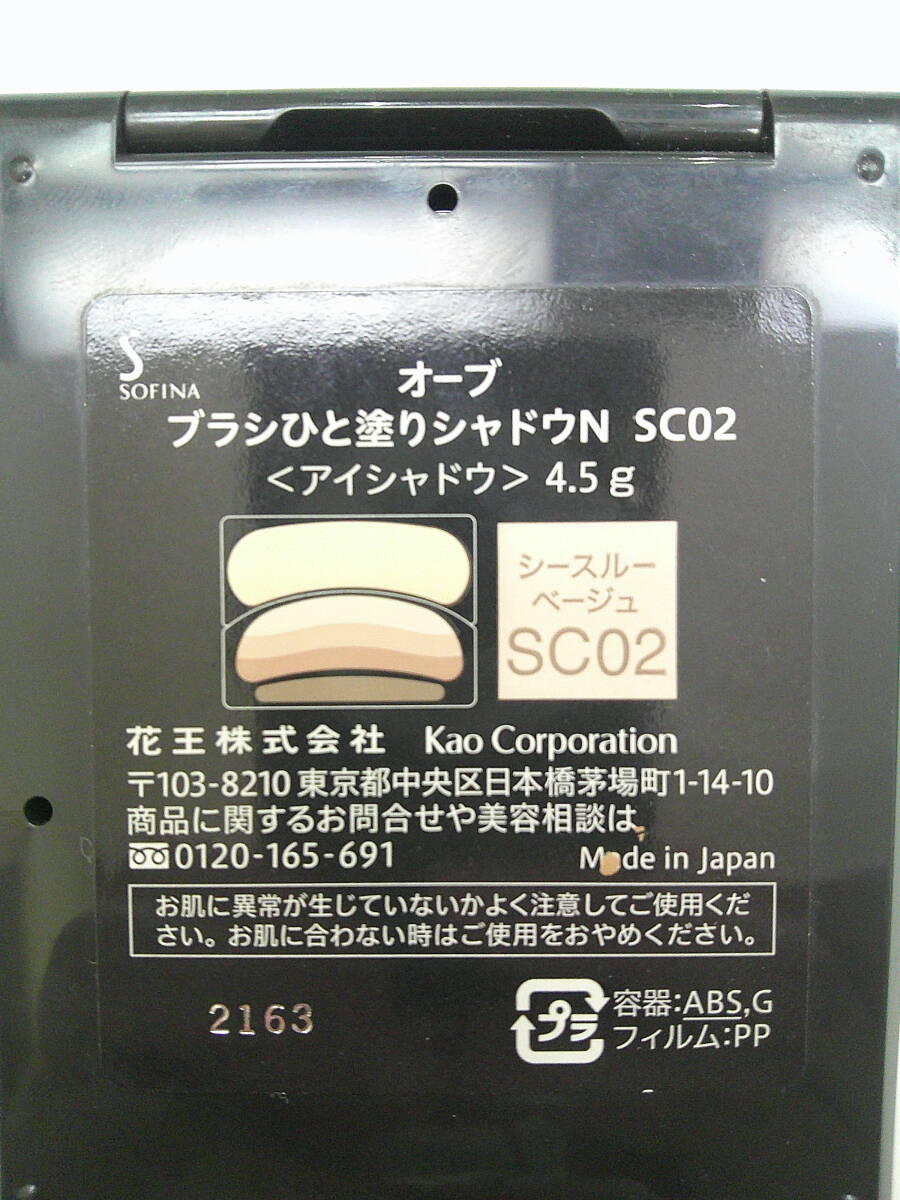 S
SOFINA
オーブ
ブラシひと塗りシャドウN SC02
<アイシャドウ> 4.5g
シースルー
ベージュ
SC02
花王株式会社 Kao Corporation
〒103-8210 東京都中央区日本橋茅場町1-14-10
商品に関するお問合せや美容相談は、
0120-165-691 Made in Japan
お肌に異常が生じていないかよく注意してご使用くだ
さい。お肌に合わない時はご使用をおやめください。
2163
プラ 容器:ABS,G
フィルム:PP